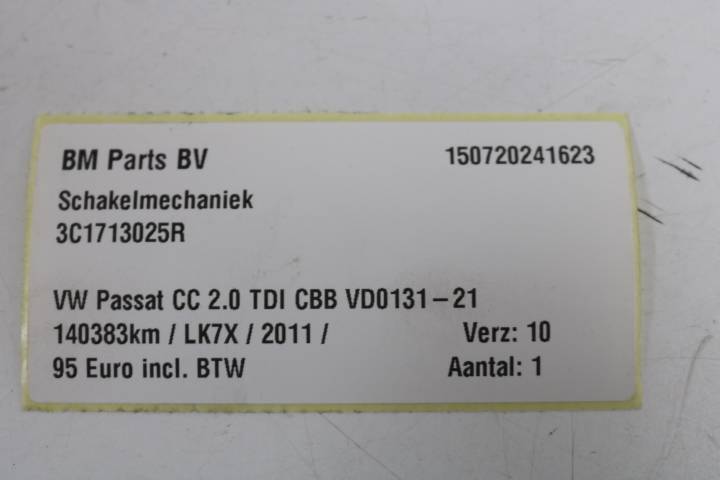 BM Parts BV 150720241623
Schakelmechaniek
3C1713025R
VW Passat CC 2.0 TDI CBB VD0131-21
140383km / LK7X / 2011 / Verz: 10
95 Euro incl. BTW Aantal: 1